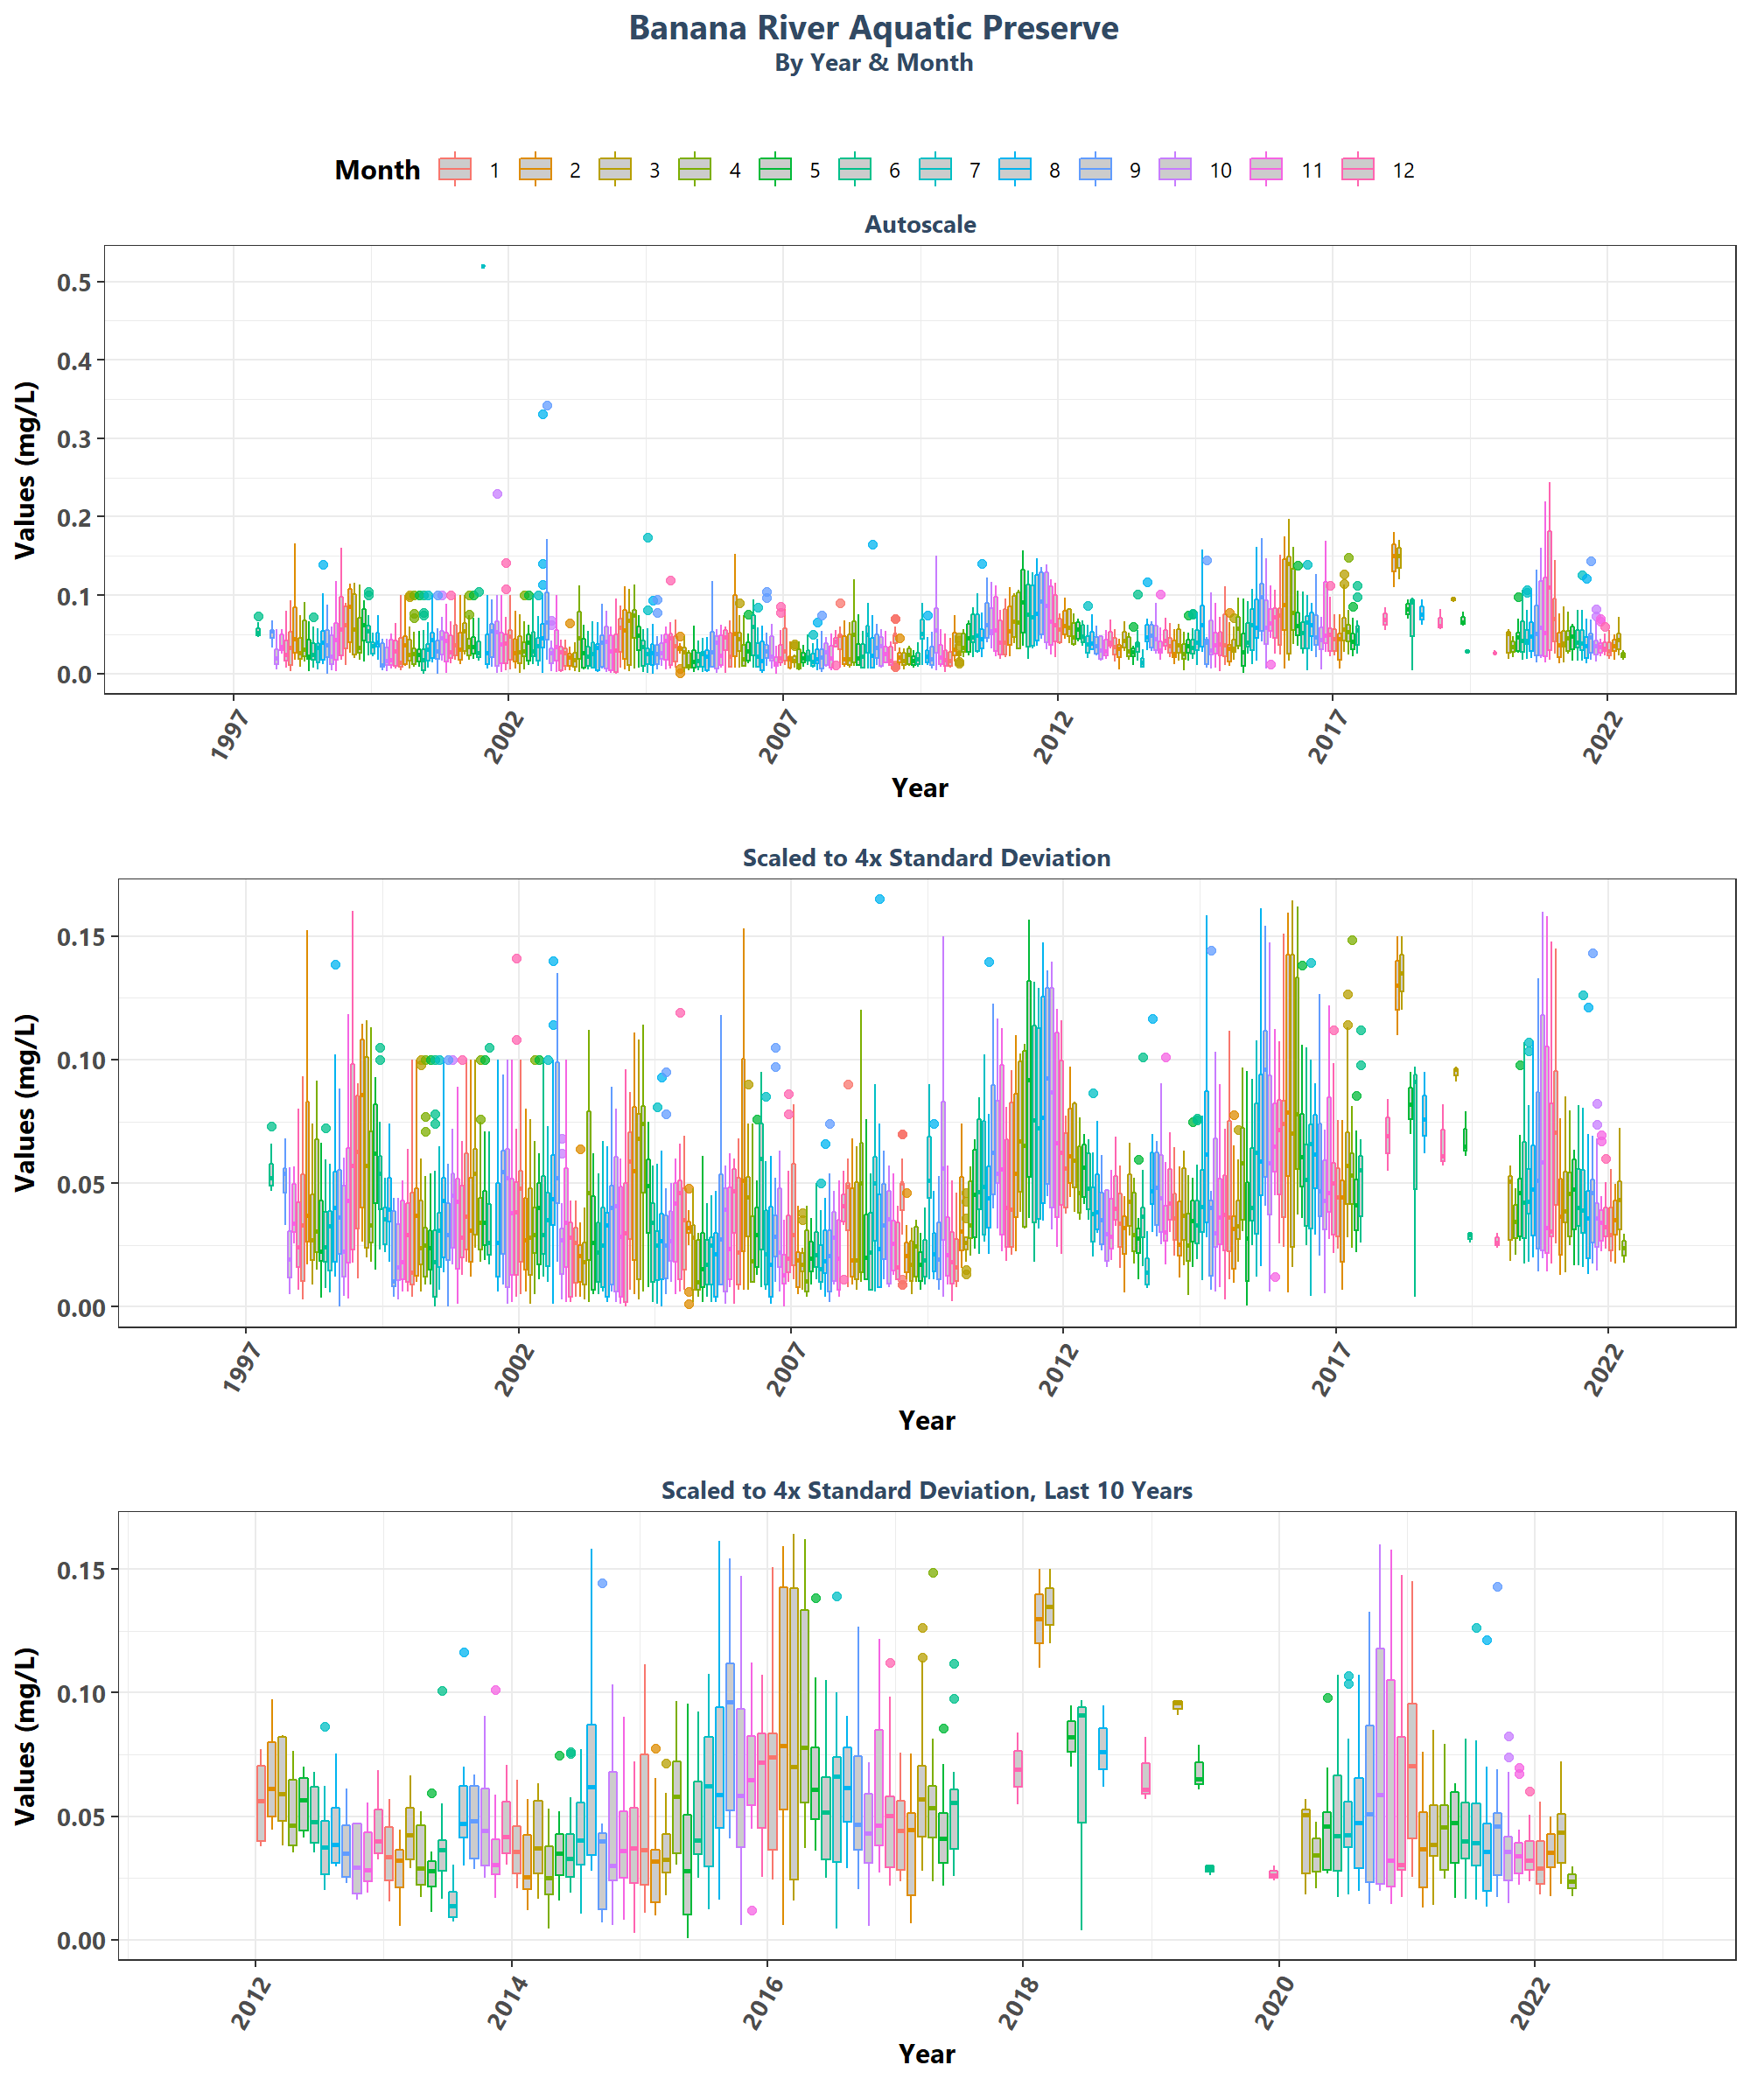 Banana River Aquatic Preserve
By Year & Month
Month 1 2 3 4 5 6 7 8 9 10 11 12
Autoscale
Values (mg/L)
0.5
0.4
0.3
0.2
0.1
0.0
1997 2002 2007 2012 2017 2022
Year
Scaled to 4x Standard Deviation
Values (mg/L)
0.15
0.10
0.05
0.00
1997 2002 2007 2012 2017 2022
Year
Scaled to 4x Standard Deviation, Last 10 Years
Values (mg/L)
0.15
0.10
0.05
0.00
2012 2014 2016 2018 2020 2022
Year